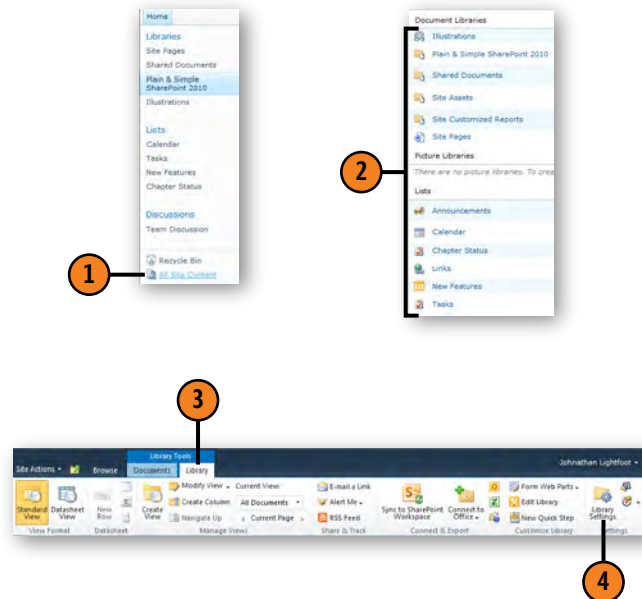 Home
Libraries
Site Pages
Shared Documents
Plain & Simple
SharePoint 2010
Illustrations
Lists
Calendar
Tasks
New Features
Chapter Status
Discussions
Team Discussion
Recycle Bin
All Site Content
1
Document Libraries
Illustrations
Plain & Simple SharePoint 2010
Shared Documents
Site Assets
Site Customized Reports
Site Pages
Picture Libraries
There are no picture libraries. To crea
Lists
Announcements
Calendar
Chapter Status
Links
New Features
Tasks
2
3
Library Tools
Site Actions Browse Documents Library Johnathan Lightfoot
Standard View
Datasheet View
New Row
Create View
Modify View
Create Column
Navigate Up
Current View:
All Documents
Current Page
E-mail a Link
Alert Me
RSS Feed
Sync to SharePoint Workspace
Connect to Office
Form Web Parts
Edit Library
New Quick Step
Library Settings
View Format Datasheet Manage Views Share & Track Connect & Export Customize Library Settings
4